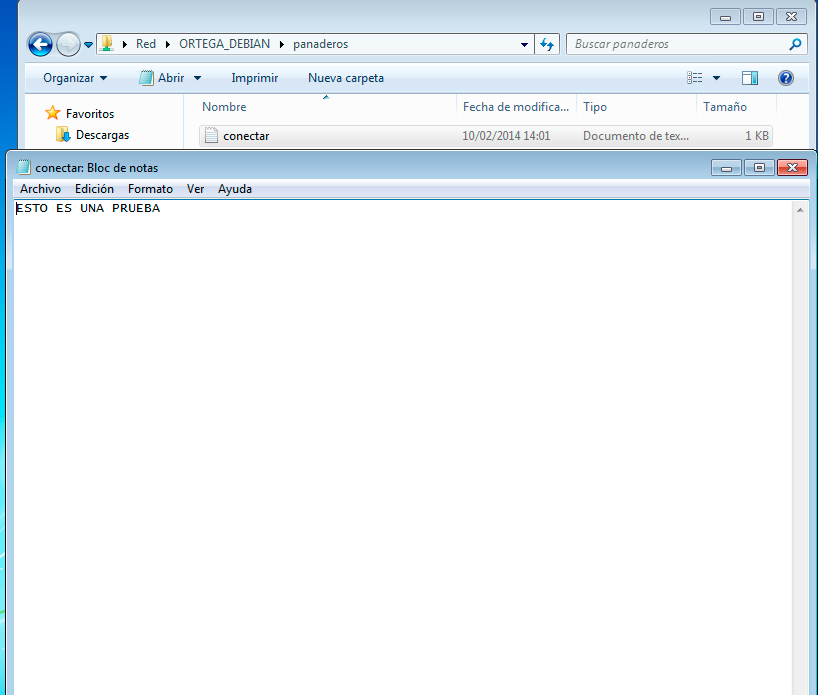 Red ORTEGA_DEBIAN panaderos
Buscar panaderos
Organizar Abrir Imprimir Nueva carpeta
Nombre Fecha de modifica... Tipo Tamaño
Favoritos
Descargas
conectar 10/02/2014 14:01 Documento de tex... 1 KB
conectar: Bloc de notas
Archivo Edición Formato Ver Ayuda
ESTO ES UNA PRUEBA